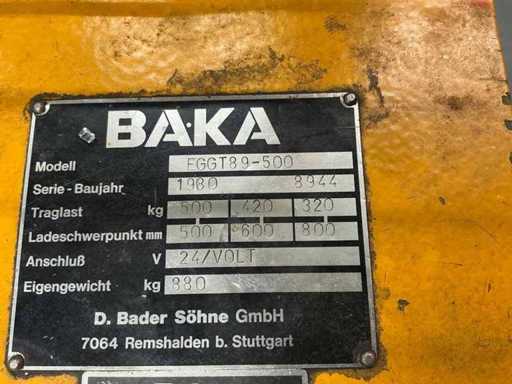 BAKA
Modell EGGT89-500
Serie - Baujahr 1980 8944
Traglast kg 500 420 320
Ladeschwerpunkt mm 500 600 800
Anschluß V 24/VOLT
Eigengewicht kg 880
D. Bader Söhne GmbH
7064 Remshalden b. Stuttgart